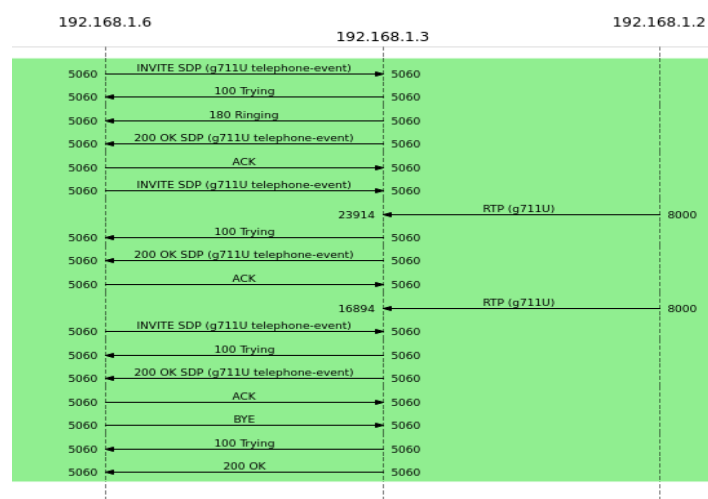 192.168.1.6 192.168.1.3 192.168.1.2
5060 INVITE SDP (g711U telephone-event) 5060
5060 100 Trying 5060
5060 180 Ringing 5060
5060 200 OK SDP (g711U telephone-event) 5060
5060 ACK 5060
5060 INVITE SDP (g711U telephone-event) 5060
23914 RTP (g711U) 8000
5060 100 Trying 5060
5060 200 OK SDP (g711U telephone-event) 5060
5060 ACK 5060
16894 RTP (g711U) 8000
5060 INVITE SDP (g711U telephone-event) 5060
5060 100 Trying 5060
5060 200 OK SDP (g711U telephone-event) 5060
5060 ACK 5060
5060 BYE 5060
5060 100 Trying 5060
5060 200 OK 5060